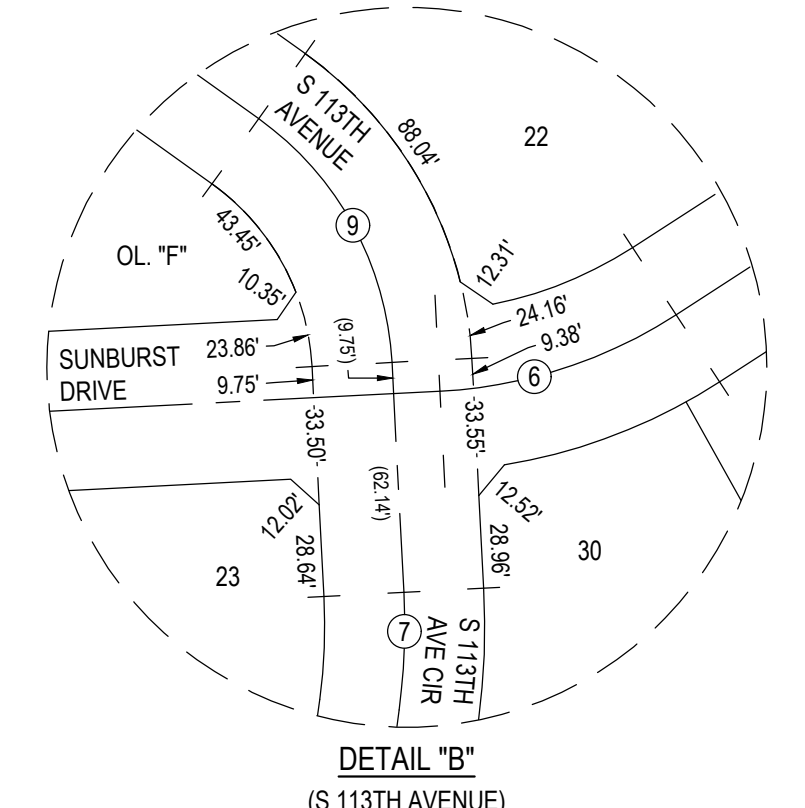 S 113TH
AVENUE
88.04'
22
9
43.45'
OL. "F"
10.35'
12.31'
24.16'
9.38'
SUNBURST
DRIVE
23.86'
9.75'
(9.75')
6
33.50'
33.55'
(62.14')
12.02'
12.52'
28.64'
28.96'
23
30
7
S 113TH
AVE CIR
DETAIL "B"
(S 113TH AVENUE)